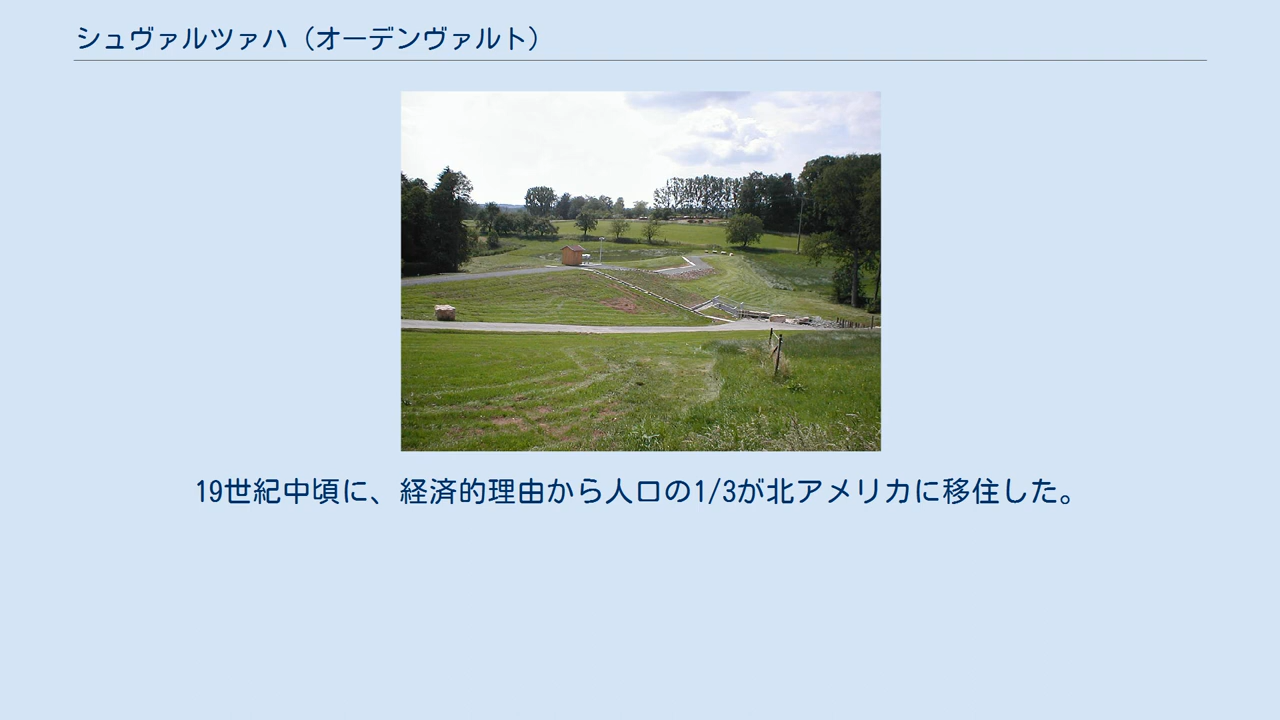 シュヴァルツァハ（オーデンヴァルト）
19世紀中頃に、経済的理由から人口の1/3が北アメリカに移住した。